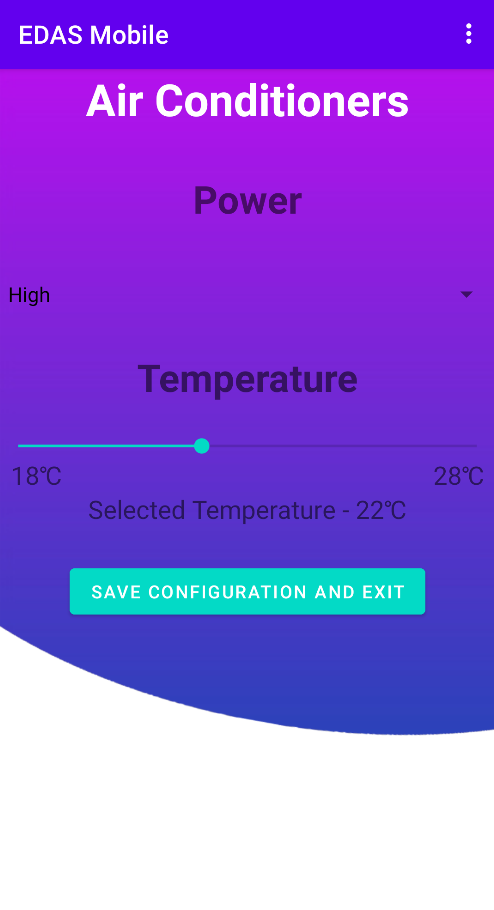 EDAS Mobile
Air Conditioners
Power
High
Temperature
18℃ 28℃
Selected Temperature - 22℃
SAVE CONFIGURATION AND EXIT